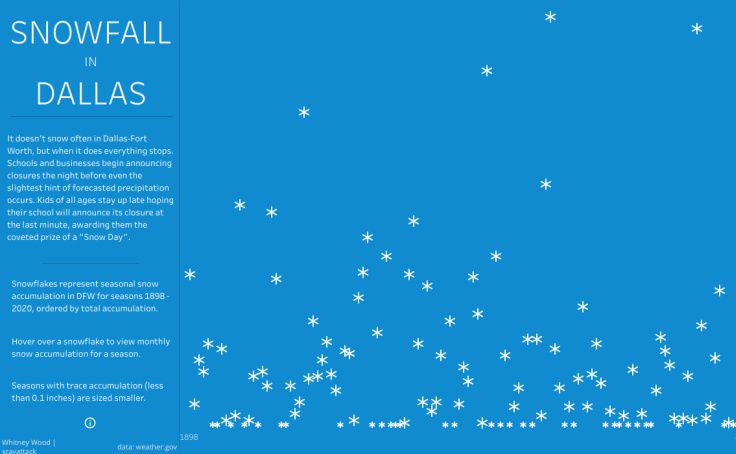 SNOWFALL
IN
DALLAS
It doesn't snow often in Dallas-Fort
Worth, but when it does everything stops.
Schools and businesses begin announcing
closures the night before even the
slightest hint of forecasted precipitation
occurs. Kids of all ages stay up late hoping
their school will announce its closure at
the last minute, awarding them the
coveted prize of a "Snow Day".
Snowflakes represent seasonal snow
accumulation in DFW for seasons 1898 -
2020, ordered by total accumulation.
Hover over a snowflake to view monthly
snow accumulation for a season.
Seasons with trace accumulation (less
than 0.1 inches) are sized smaller.
Whitney Wood |
xrayattack
data: weather.gov
1898